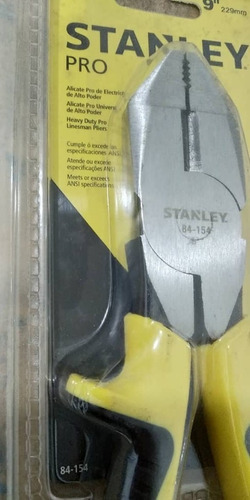 9"
229mm
STANLEY
PRO
Alicate Pro de Electric
de Alto Poder
Alicate Pro Univers
de Alto Poder
Heavy Duty Pro
Linesman Pliers
Cumple ó excede las
especificaciones ANSI
Atende ou excede
especificações ANSI
Meets or exceeds
ANSI specifications
STANLEY
84-154
84-154